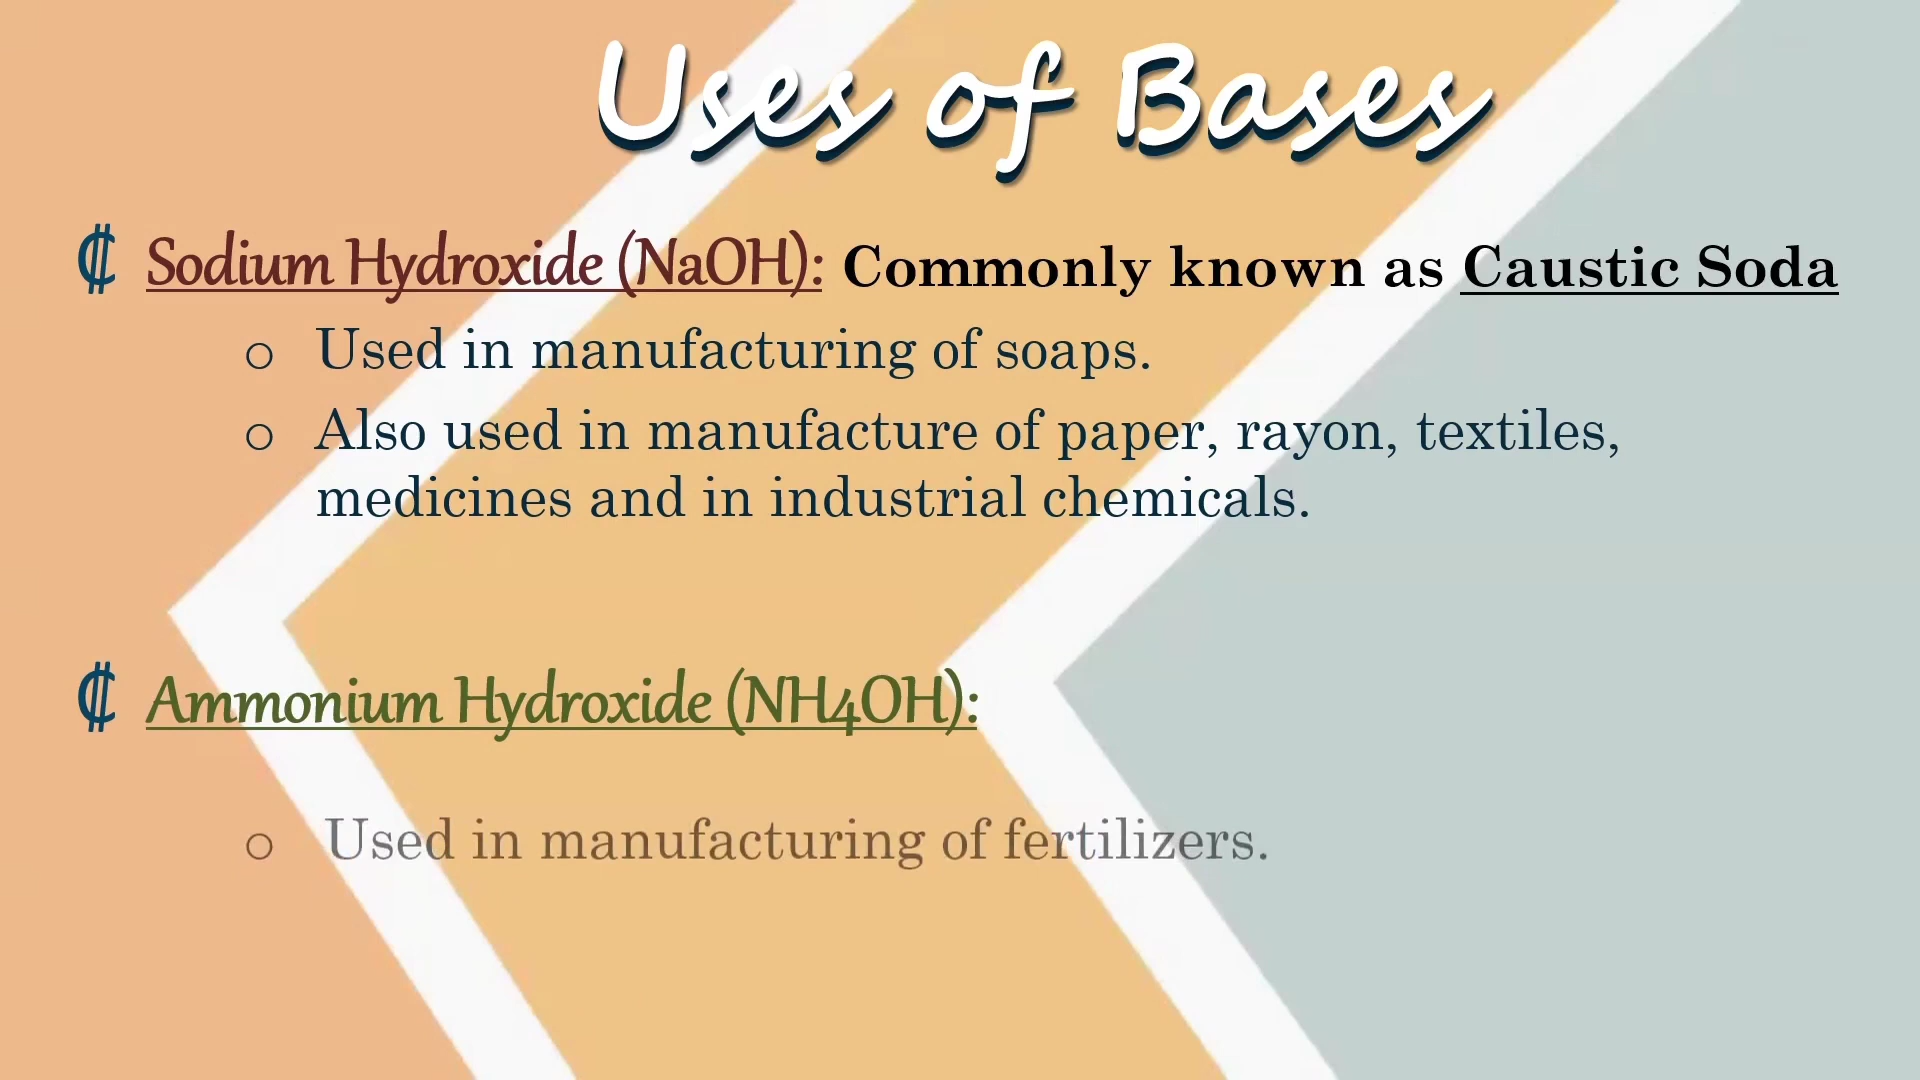 Uses of Bases
₵ Sodium Hydroxide (NaOH): Commonly known as Caustic Soda
o Used in manufacturing of soaps.
o Also used in manufacture of paper, rayon, textiles,
medicines and in industrial chemicals.
₵ Ammonium Hydroxide (NH4OH):
o Used in manufacturing of fertilizers.